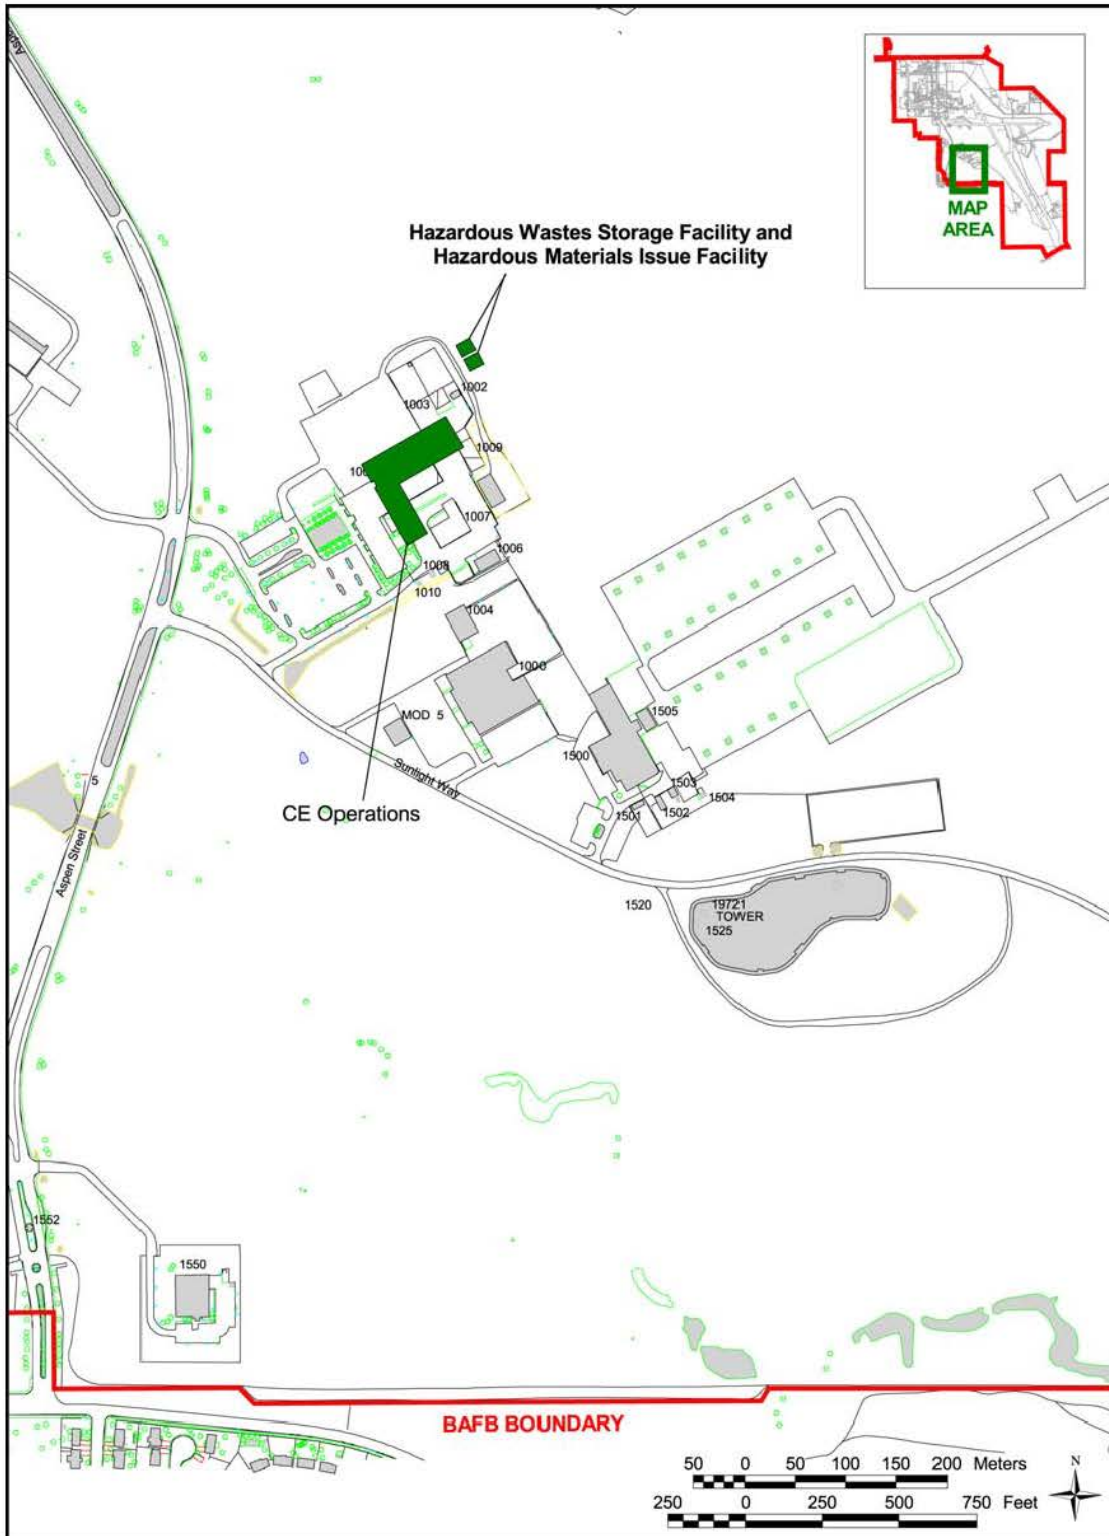 Aspe
MAP
AREA
Hazardous Wastes Storage Facility and
Hazardous Materials Issue Facility
1002
1003
1009
1007
1006
1008
1010
1004
1000
MOD 5
1505
1500
Sunlight Way
1503
1504
1502
1501
CE Operations
5
Aspen Street
1520
19721
TOWER
1525
1552
1550
BAFB BOUNDARY
50 0 50 100 150 200 Meters
250 0 250 500 750 Feet
N